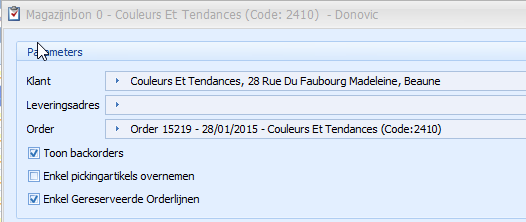 Magazijnbon 0 - Couleurs Et Tendances (Code: 2410) - Donovic
Parameters
Klant Couleurs Et Tendances, 28 Rue Du Faubourg Madeleine, Beaune
Leveringsadres
Order Order 15219 - 28/01/2015 - Couleurs Et Tendances (Code:2410)
Toon backorders
Enkel pickingartikels overnemen
Enkel Gereserveerde Orderlijnen